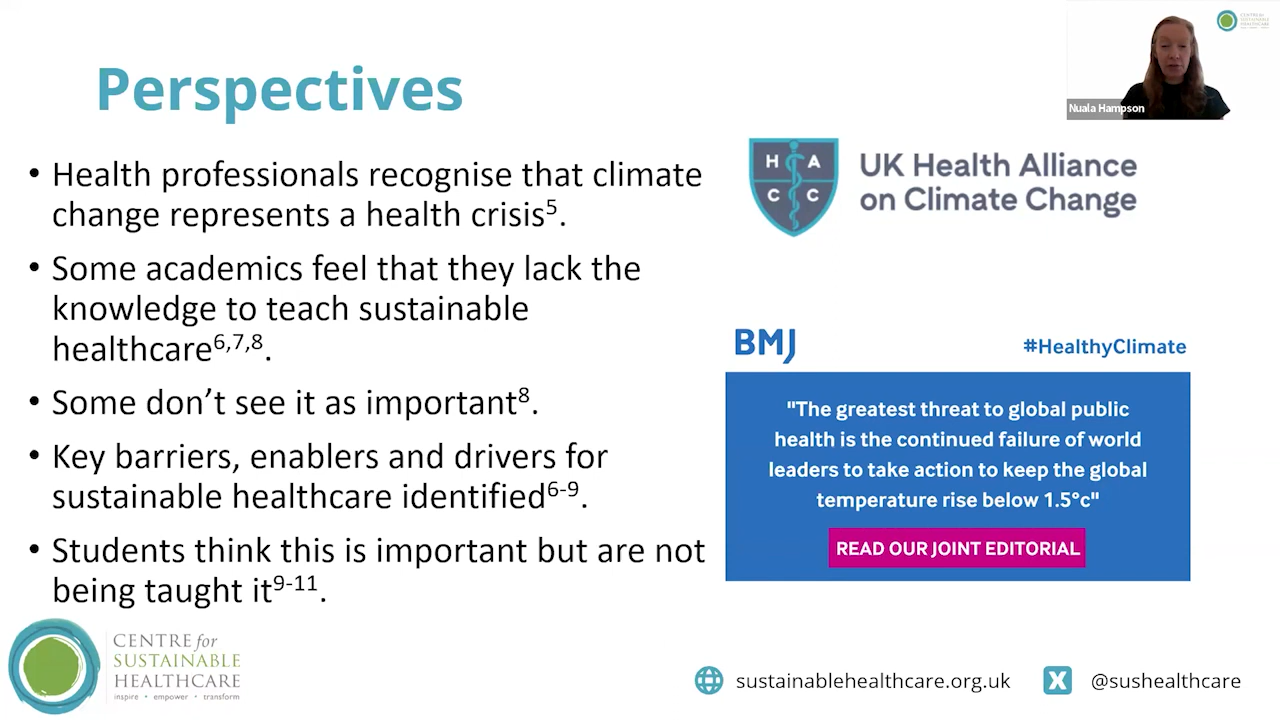 Perspectives
• Health professionals recognise that climate
change represents a health crisis5.
• Some academics feel that they lack the
knowledge to teach sustainable
healthcare6,7,8.
• Some don’t see it as important8.
• Key barriers, enablers and drivers for
sustainable healthcare identified6-9.
• Students think this is important but are not
being taught it9-11.
H A
C C
UK Health Alliance
on Climate Change
BMJ
#HealthyClimate
"The greatest threat to global public
health is the continued failure of world
leaders to take action to keep the global
temperature rise below 1.5°c"
READ OUR JOINT EDITORIAL
Nuala Hampson
CENTRE for
SUSTAINABLE
HEALTHCARE
CENTRE for
SUSTAINABLE
HEALTHCARE
inspire • empower • transform
sustainablehealthcare.org.uk
X
@sushealthcare